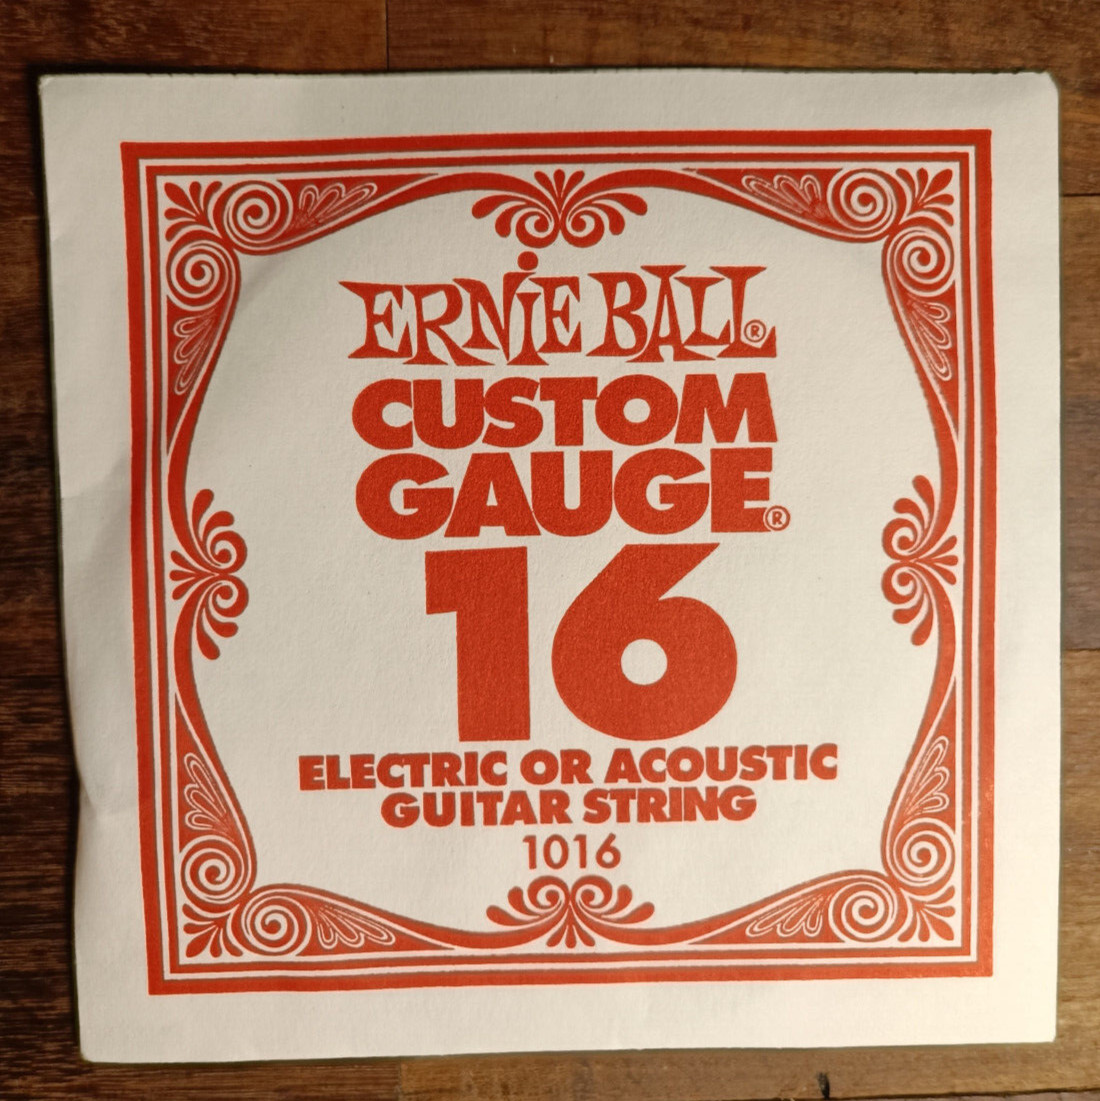 ERNiE BALL®
CUSTOM
GAUGE®
16
ELECTRIC OR ACOUSTIC
GUITAR STRING
1016